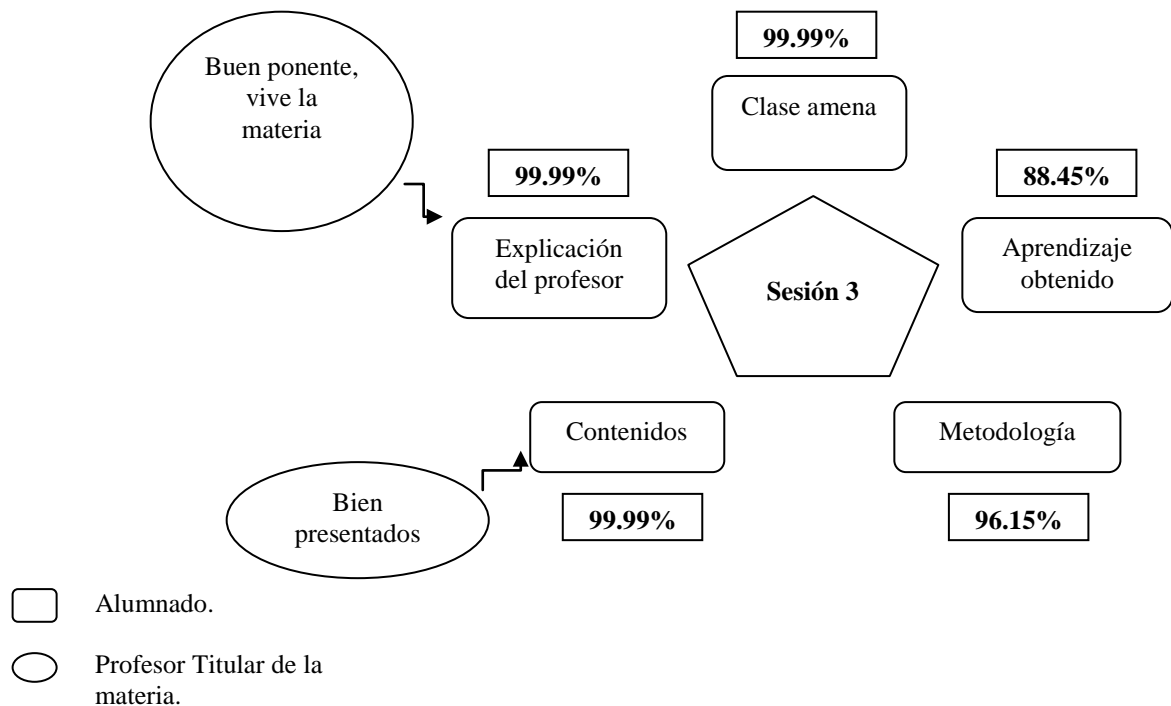 99.99%
Buen ponente,
vive la
materia
Clase amena
99.99%
88.45%
Explicación
del profesor
Aprendizaje
obtenido
Sesión 3
Contenidos
Metodología
Bien
presentados
99.99%
96.15%
Alumnado.
Profesor Titular de la
materia.